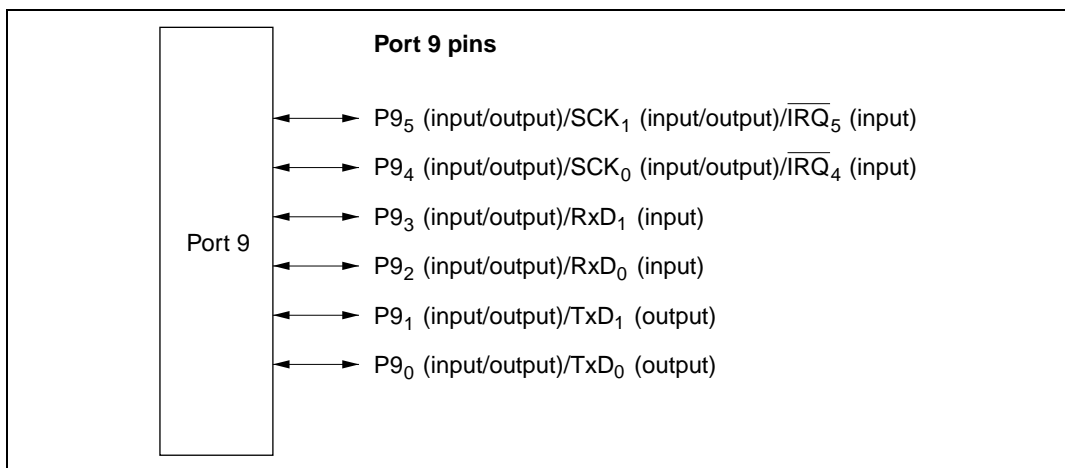 Port 9 pins
P9₅ (input/output)/SCK₁ (input/output)/I̅R̅Q̅₅ (input)
P9₄ (input/output)/SCK₀ (input/output)/I̅R̅Q̅₄ (input)
P9₃ (input/output)/RxD₁ (input)
Port 9
P9₂ (input/output)/RxD₀ (input)
P9₁ (input/output)/TxD₁ (output)
P9₀ (input/output)/TxD₀ (output)